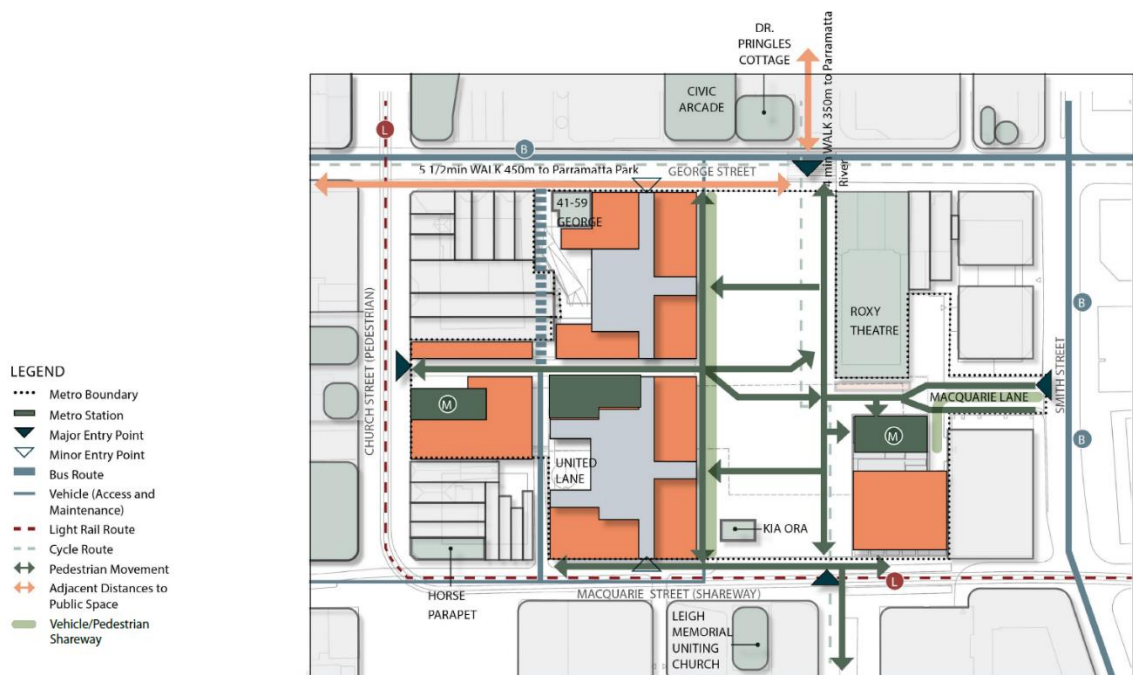 DR.
PRINGLES
COTTAGE
CIVIC
ARCADE
4 min WALK 350m to Parramatta
River
L
B
5 1/2min WALK 450m to Parramatta Park
GEORGE STREET
41-59
GEORGE
CHURCH STREET (PEDESTRIAN)
ROXY
THEATRE
B
SMITH STREET
MACQUARIE LANE
M
M
B
UNITED
LANE
KIA ORA
HORSE
PARAPET
MACQUARIE STREET (SHAREWAY)
L
LEIGH
MEMORIAL
UNITING
CHURCH
LEGEND
Metro Boundary
M
Metro Station
Major Entry Point
Minor Entry Point
Bus Route
Vehicle (Access and
Maintenance)
Light Rail Route
Cycle Route
Pedestrian Movement
Adjacent Distances to
Public Space
Vehicle/Pedestrian
Shareway